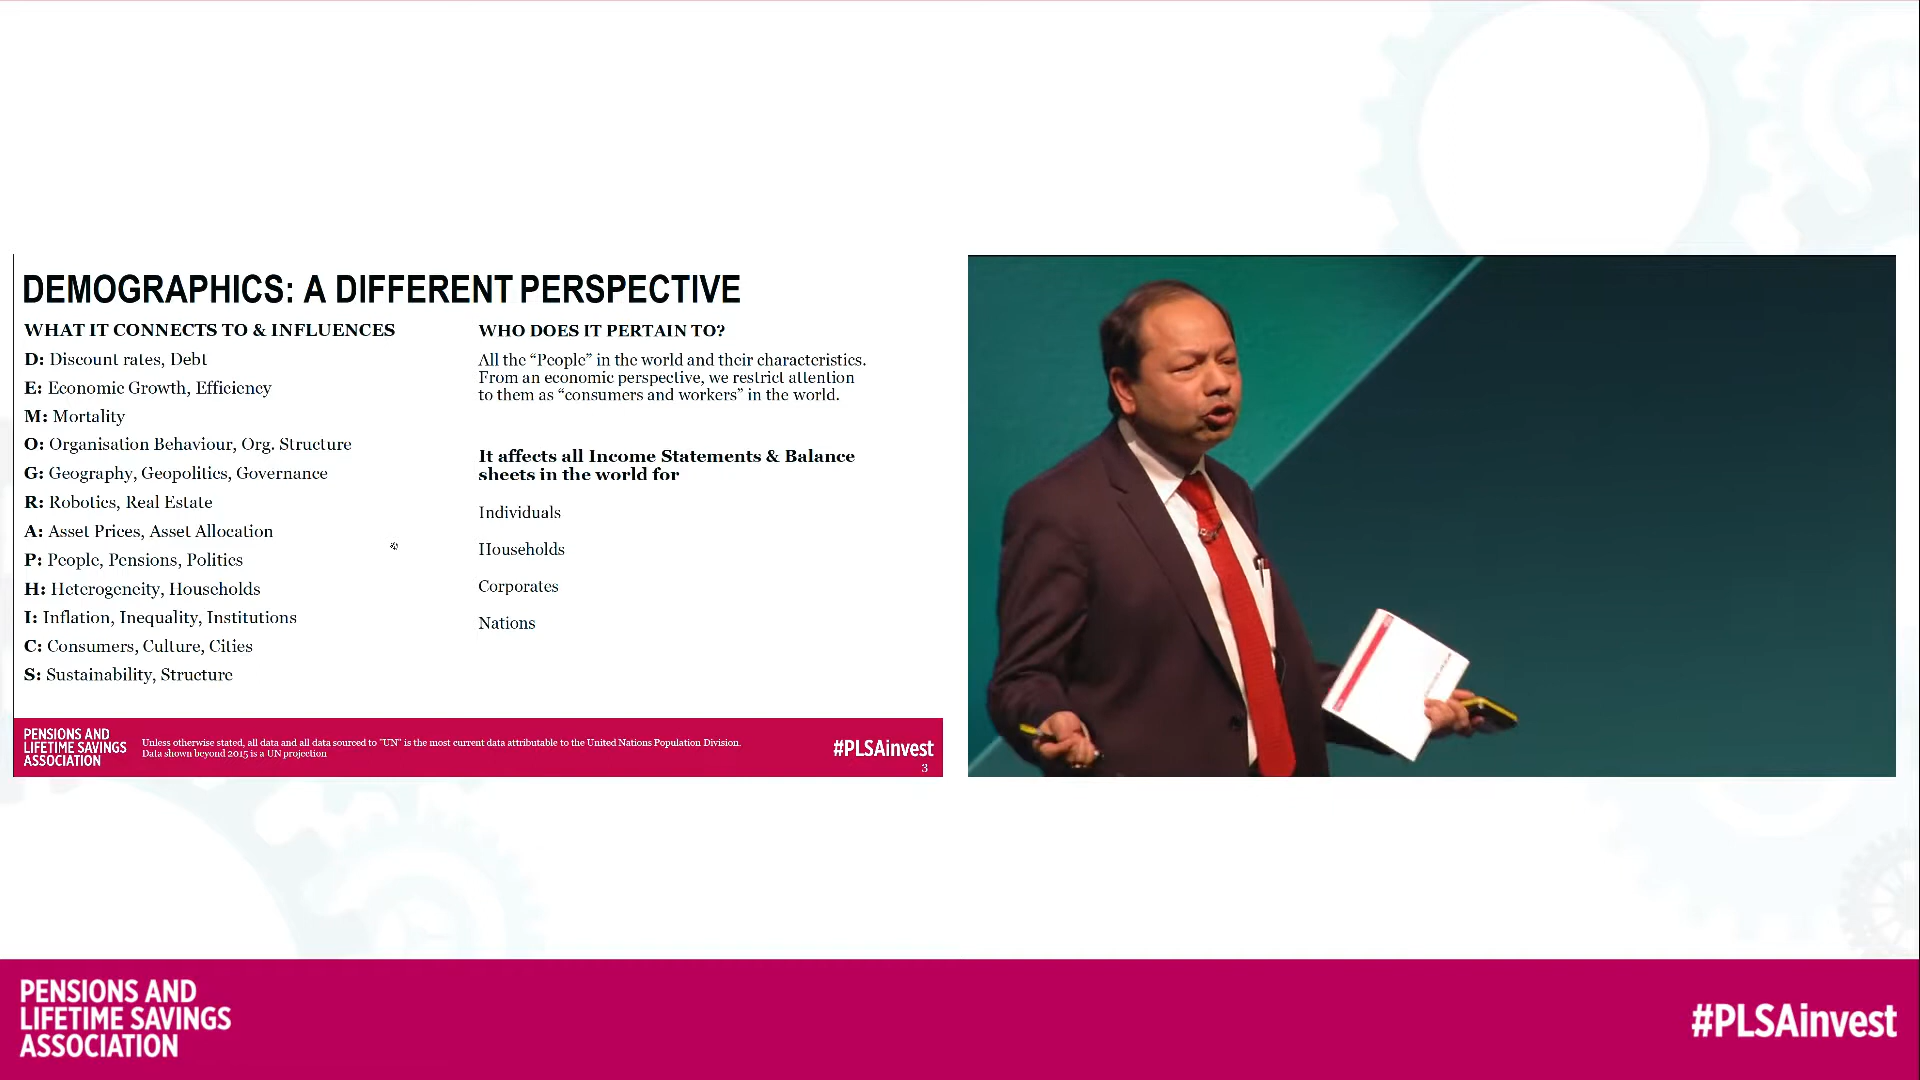 DEMOGRAPHICS: A DIFFERENT PERSPECTIVE
WHAT IT CONNECTS TO & INFLUENCES
D: Discount rates, Debt
E: Economic Growth, Efficiency
M: Mortality
O: Organisation Behaviour, Org. Structure
G: Geography, Geopolitics, Governance
R: Robotics, Real Estate
A: Asset Prices, Asset Allocation
P: People, Pensions, Politics
H: Heterogeneity, Households
I: Inflation, Inequality, Institutions
C: Consumers, Culture, Cities
S: Sustainability, Structure
WHO DOES IT PERTAIN TO?
All the “People” in the world and their characteristics.
From an economic perspective, we restrict attention
to them as “consumers and workers” in the world.
It affects all Income Statements & Balance
sheets in the world for
Individuals
Households
Corporates
Nations
PENSIONS AND
LIFETIME SAVINGS
ASSOCIATION
Unless otherwise stated, all data and all data sourced to "UN" is the most current data attributable to the United Nations Population Division.
Data shown beyond 2015 is a UN projection
#PLSAinvest
3
PENSIONS AND
LIFETIME SAVINGS
ASSOCIATION
#PLSAinvest